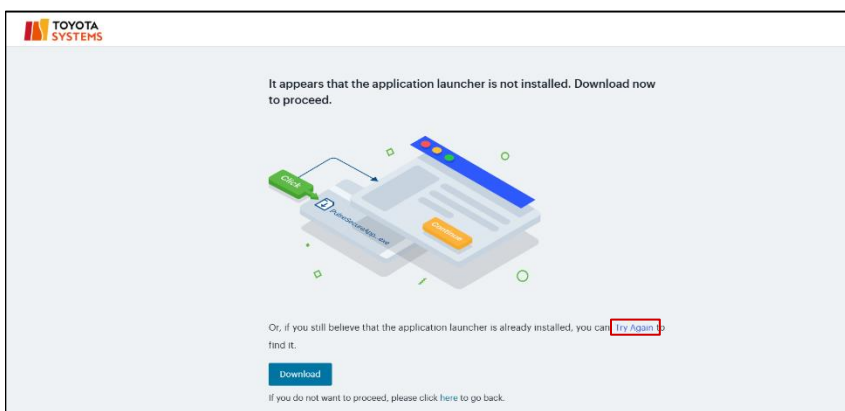 TOYOTA
SYSTEMS
It appears that the application launcher is not installed. Download now
to proceed.
Click
PulseSecureApp...exe
Continue
Or, if you still believe that the application launcher is already installed, you can Try Again to
find it.
Download
If you do not want to proceed, please click here to go back.